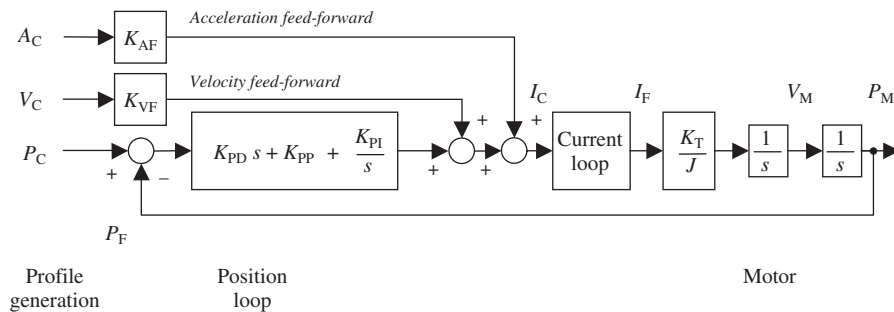 A_C
K_AF
Acceleration feed-forward
V_C
K_VF
Velocity feed-forward
P_C
+
−
K_PD s + K_PP + K_PI / s
+
+
+
+
I_C
Current
loop
I_F
K_T / J
1 / s
V_M
1 / s
P_M
P_F
Profile
generation
Position
loop
Motor